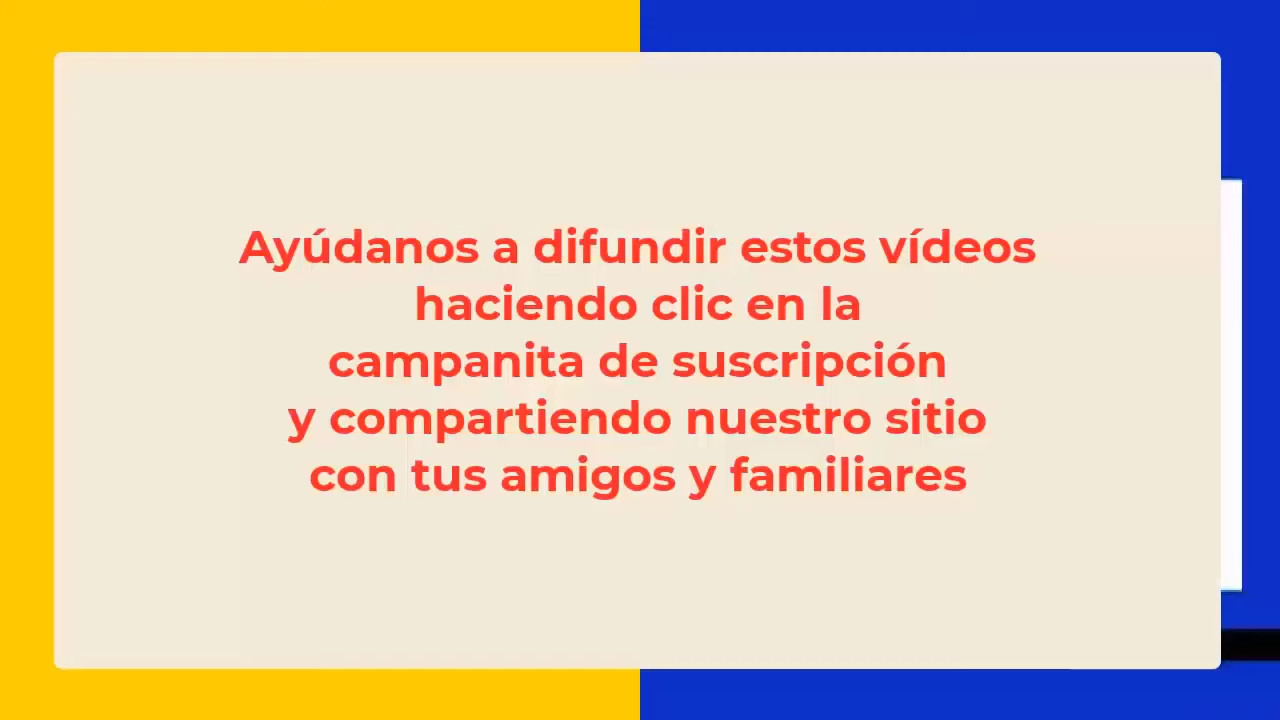 Ayúdanos a difundir estos vídeos
haciendo clic en la
campanita de suscripción
y compartiendo nuestro sitio
con tus amigos y familiares